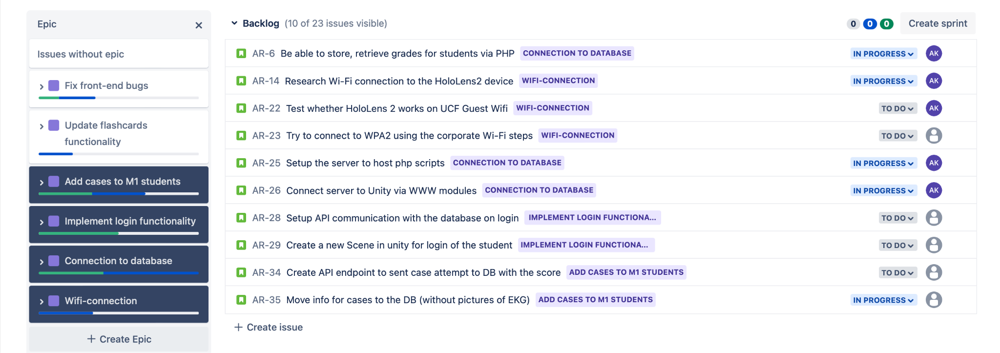 Epic
Issues without epic
Fix front-end bugs
Update flashcards
functionality
Add cases to M1 students
Implement login functionality
Connection to database
Wifi-connection
+ Create Epic
Backlog (10 of 23 issues visible) 0 0 0 Create sprint
AR-6 Be able to store, retrieve grades for students via PHP CONNECTION TO DATABASE IN PROGRESS AK
AR-14 Research Wi-Fi connection to the HoloLens2 device WIFI-CONNECTION IN PROGRESS AK
AR-22 Test whether HoloLens 2 works on UCF Guest Wifi WIFI-CONNECTION TO DO AK
AR-23 Try to connect to WPA2 using the corporate Wi-Fi steps WIFI-CONNECTION TO DO
AR-25 Setup the server to host php scripts CONNECTION TO DATABASE IN PROGRESS AK
AR-26 Connect server to Unity via WWW modules CONNECTION TO DATABASE IN PROGRESS AK
AR-28 Setup API communication with the database on login IMPLEMENT LOGIN FUNCTIONA... TO DO
AR-29 Create a new Scene in unity for login of the student IMPLEMENT LOGIN FUNCTIONA... TO DO
AR-34 Create API endpoint to sent case attempt to DB with the score ADD CASES TO M1 STUDENTS TO DO
AR-35 Move info for cases to the DB (without pictures of EKG) ADD CASES TO M1 STUDENTS IN PROGRESS
+ Create issue